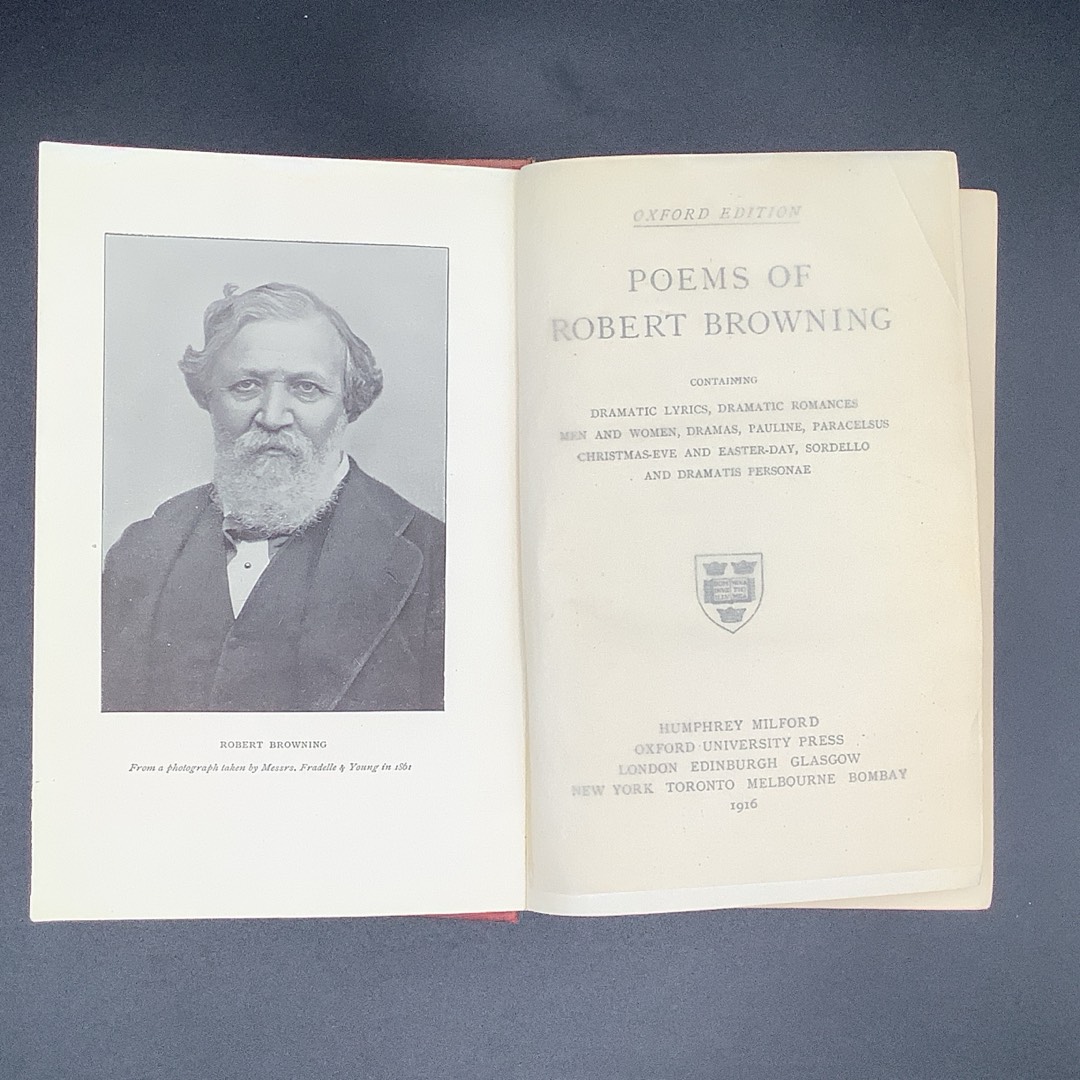 ROBERT BROWNING
From a photograph taken by Messrs. Fradelle & Young in 1861
OXFORD EDITION
POEMS OF
ROBERT BROWNING
CONTAINING
DRAMATIC LYRICS, DRAMATIC ROMANCES
MEN AND WOMEN, DRAMAS, PAULINE, PARACELSUS
CHRISTMAS-EVE AND EASTER-DAY, SORDELLO
AND DRAMATIS PERSONAE
HUMPHREY MILFORD
OXFORD UNIVERSITY PRESS
LONDON EDINBURGH GLASGOW
NEW YORK TORONTO MELBOURNE BOMBAY
1916